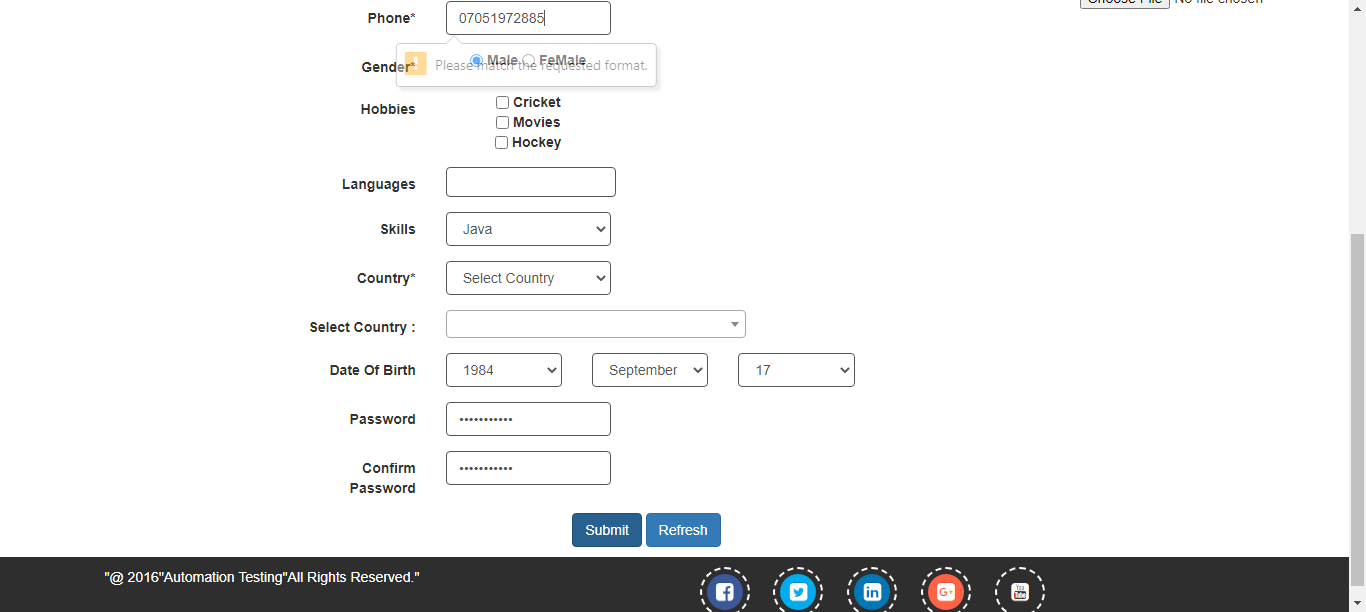 Choose File No file chosen
Phone* 07051972885
Gender* Male FeMale
Please match the requested format.
Hobbies
Cricket
Movies
Hockey
Languages
Skills Java
Country* Select Country
Select Country :
Date Of Birth 1984 September 17
Password •••••••••••
Confirm
Password •••••••••••
Submit Refresh
"@ 2016"Automation Testing"All Rights Reserved."
f in G+ You Tube